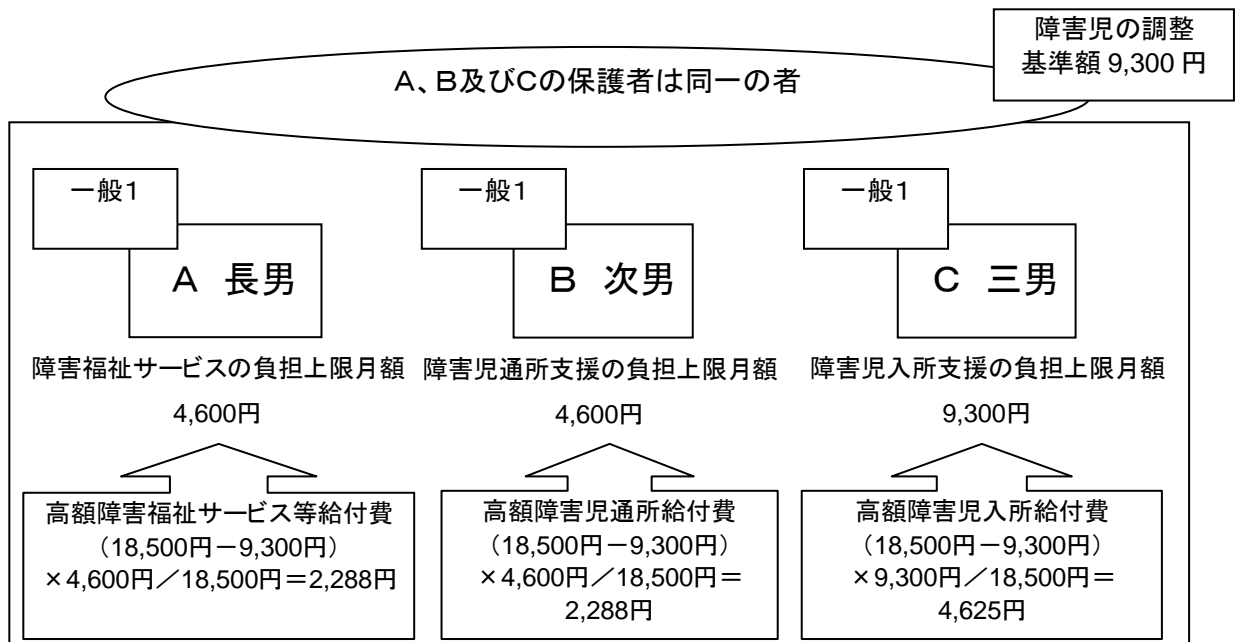 障害児の調整
基準額 9,300 円
A、B及びCの保護者は同一の者
一般1
一般1
一般1
A 長男
B 次男
C 三男
障害福祉サービスの負担上限月額
4,600円
障害児通所支援の負担上限月額
4,600円
障害児入所支援の負担上限月額
9,300円
高額障害福祉サービス等給付費
（18,500円－9,300円）
×4,600円／18,500円＝2,288円
高額障害児通所給付費
（18,500円－9,300円）
×4,600円／18,500円＝
2,288円
高額障害児入所給付費
（18,500円－9,300円）
×9,300円／18,500円＝
4,625円